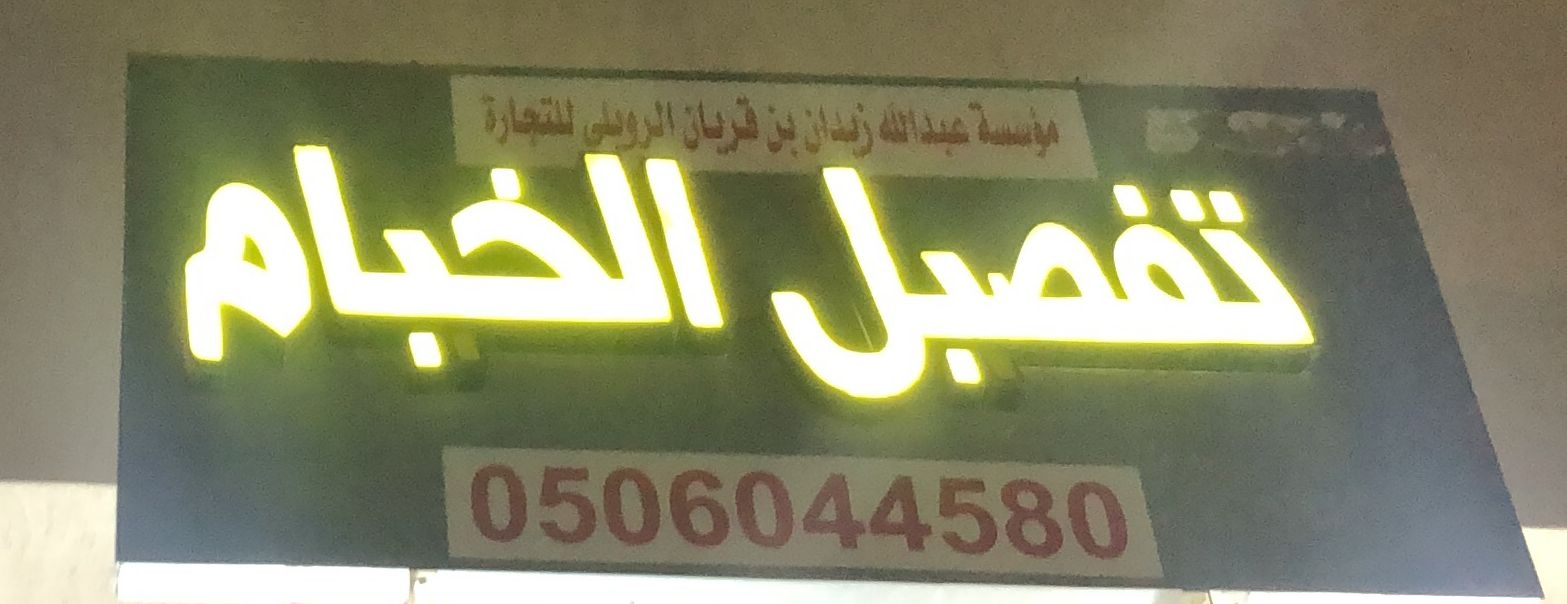 مؤسسة عبدالله زيدان بن قريان الرويلي للتجارة
تفصيل الخيام
0506044580